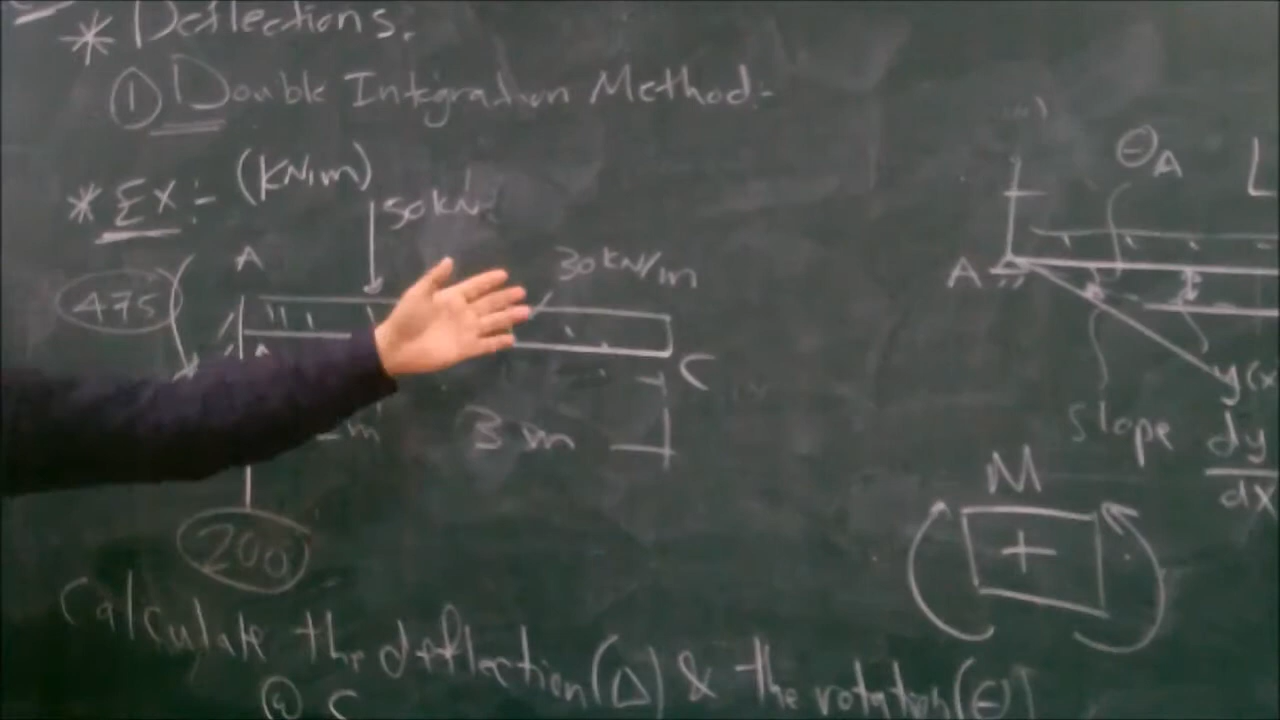 * Deflections.
① Double Integration Method:-
* Ex:- (kN,m)
50 kN
A
30 kN/m
475
C
m
3 m
200
Calculate the deflection (Δ) & the rotation (θ)
@ C
θA
L
A
y(x
slope
dy
dx
M
+